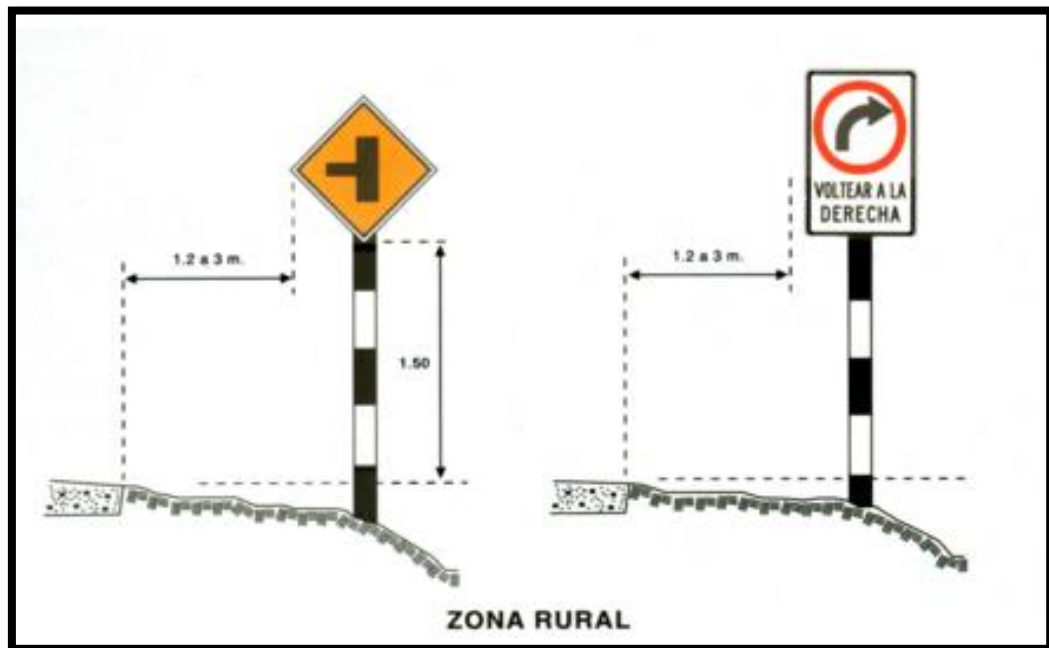 VOLTEAR A LA
DERECHA
1.2 a 3 m.
1.2 a 3 m.
1.50
ZONA RURAL